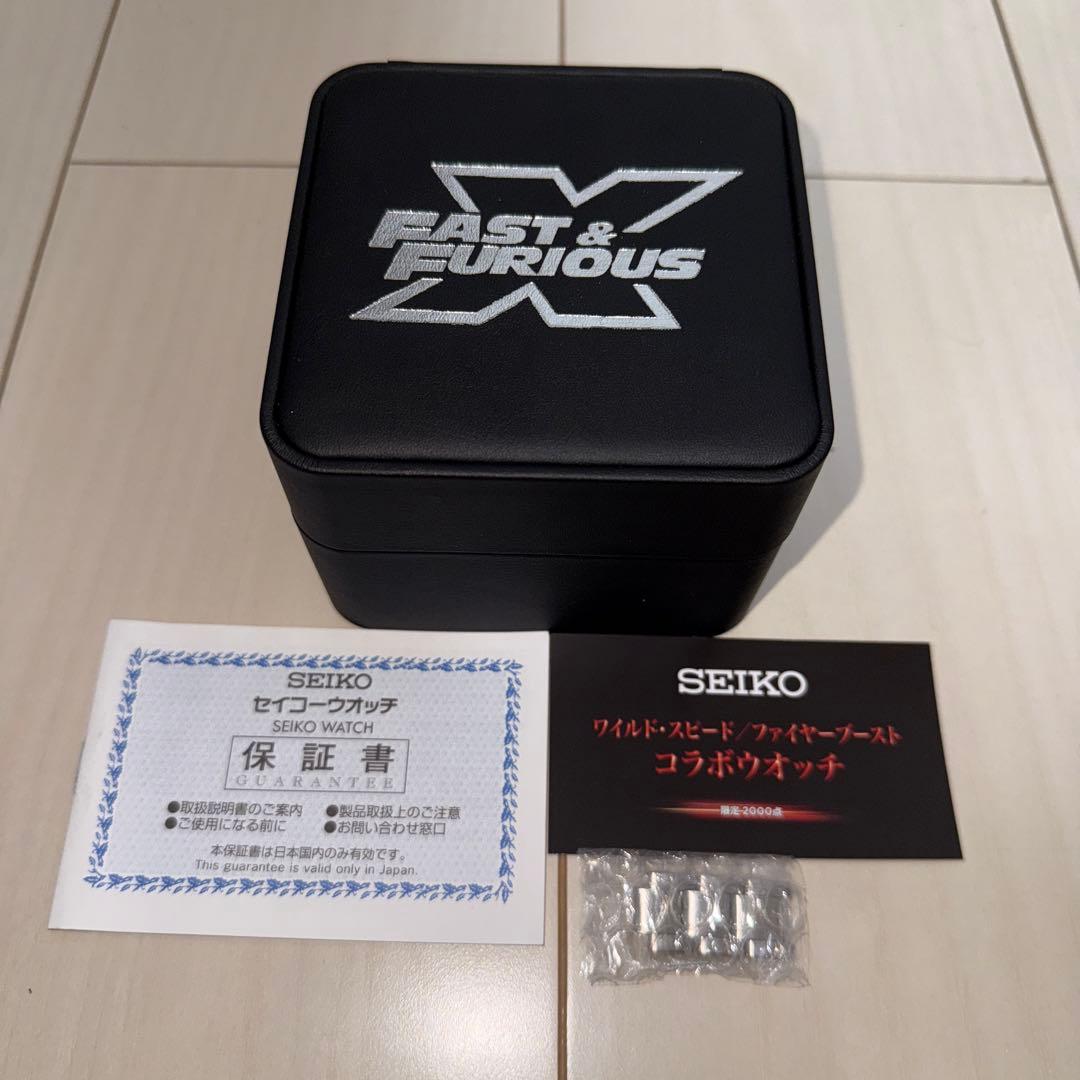 X
FAST &
FURIOUS
SEIKO
セイコーウオッチ
SEIKO WATCH
保証書
GUARANTEE
●取扱説明書のご案内 ●製品取扱上のご注意
●ご使用になる前に ●お問い合わせ窓口
本保証書は日本国内のみ有効です。
This guarantee is valid only in Japan.
SEIKO
ワイルド・スピード/ファイヤーブースト
コラボウオッチ
限定 2000点